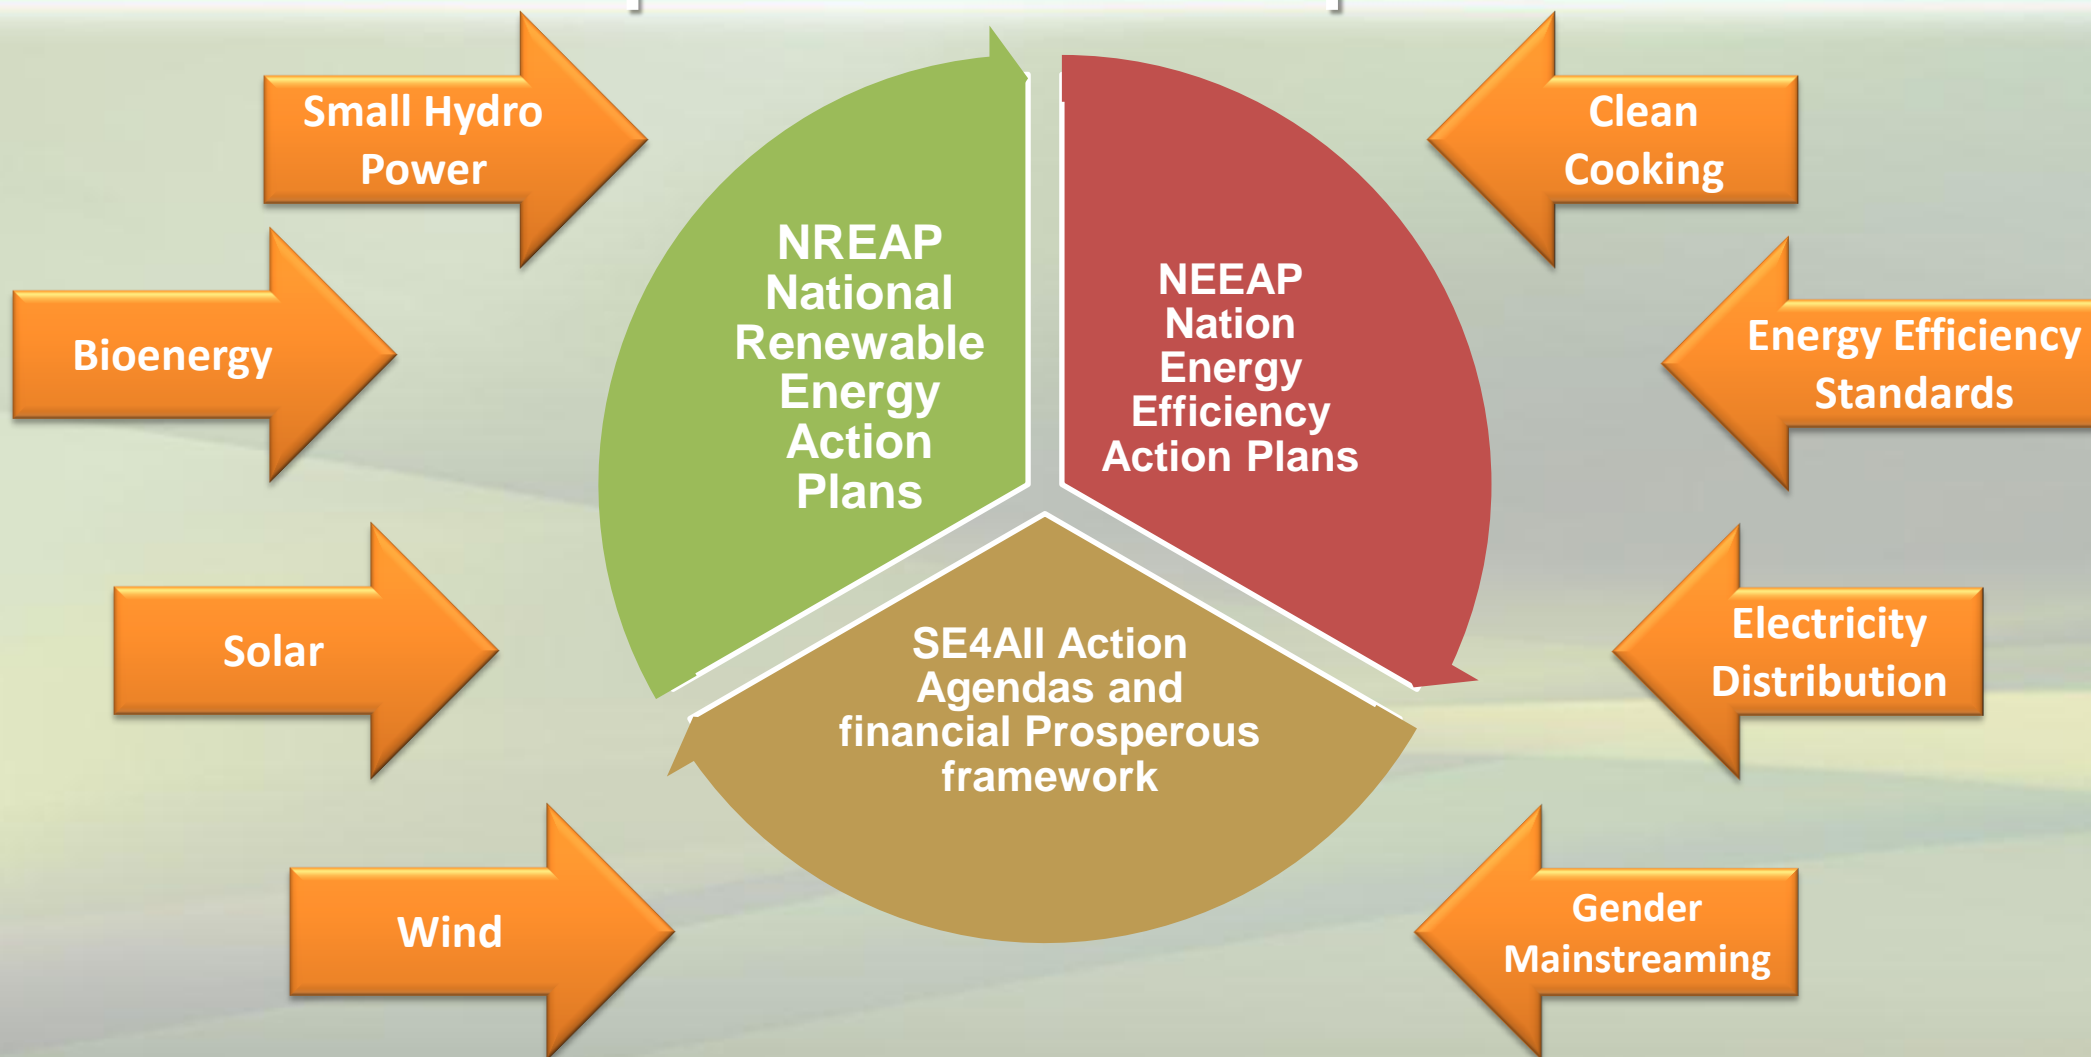 Small Hydro
Power
Bioenergy
Solar
Wind
NREAP
National
Renewable
Energy
Action
Plans
NEEAP
Nation
Energy
Efficiency
Action Plans
SE4All Action
Agendas and
financial Prosperous
framework
Clean
Cooking
Energy Efficiency
Standards
Electricity
Distribution
Gender
Mainstreaming